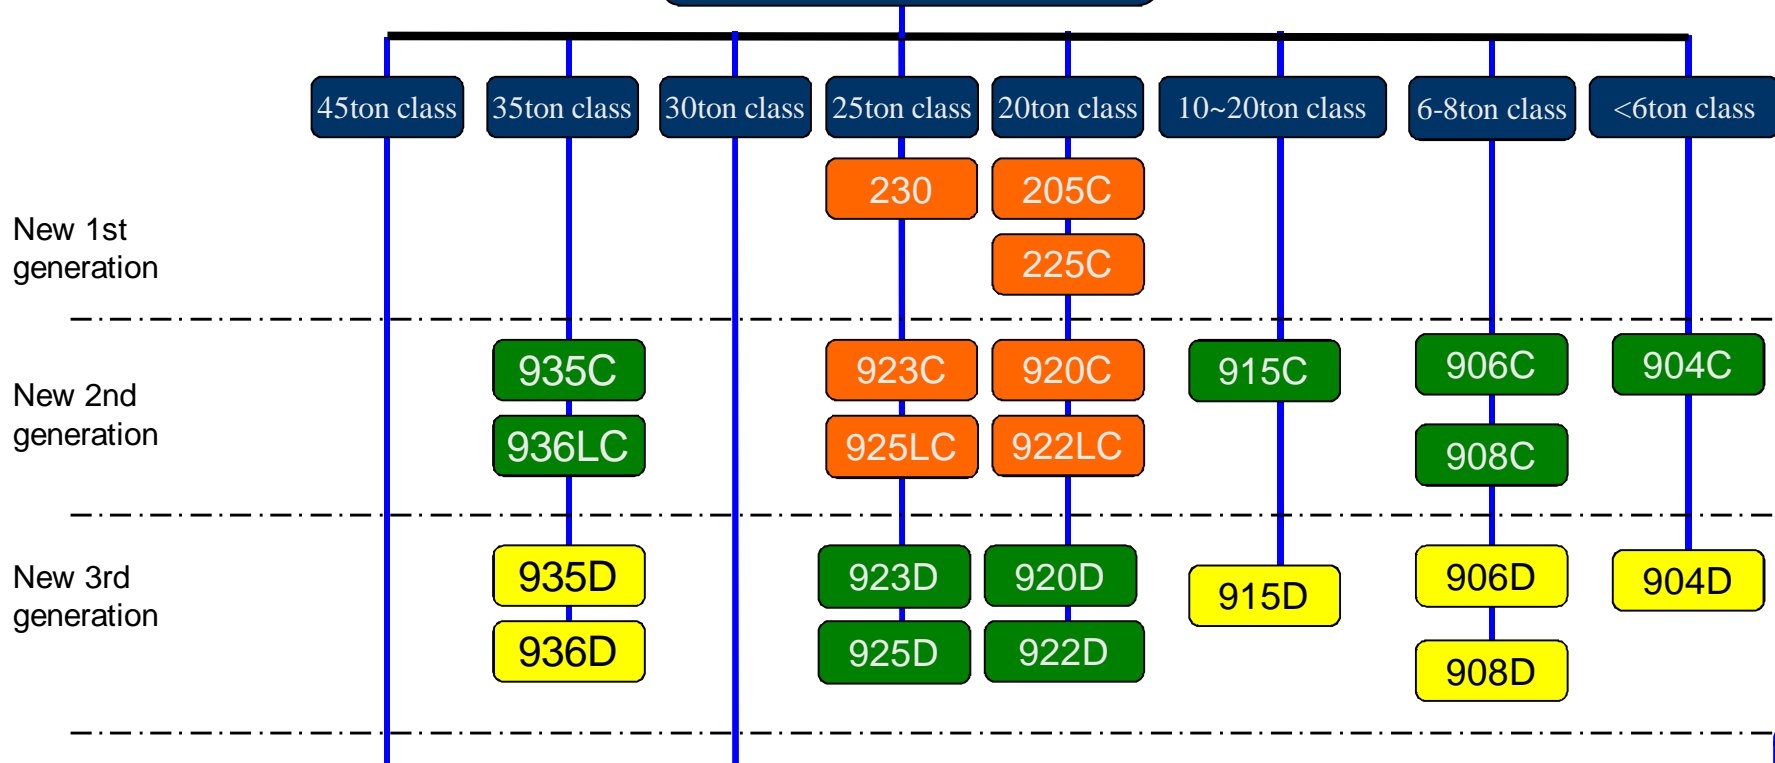 45ton class
35ton class
30ton class
25ton class
20ton class
10~20ton class
6-8ton class
<6ton class
New 1st
generation
230
205C
225C
New 2nd
generation
935C
923C
920C
915C
906C
904C
936LC
925LC
922LC
908C
New 3rd
generation
935D
923D
920D
915D
906D
904D
936D
925D
922D
908D